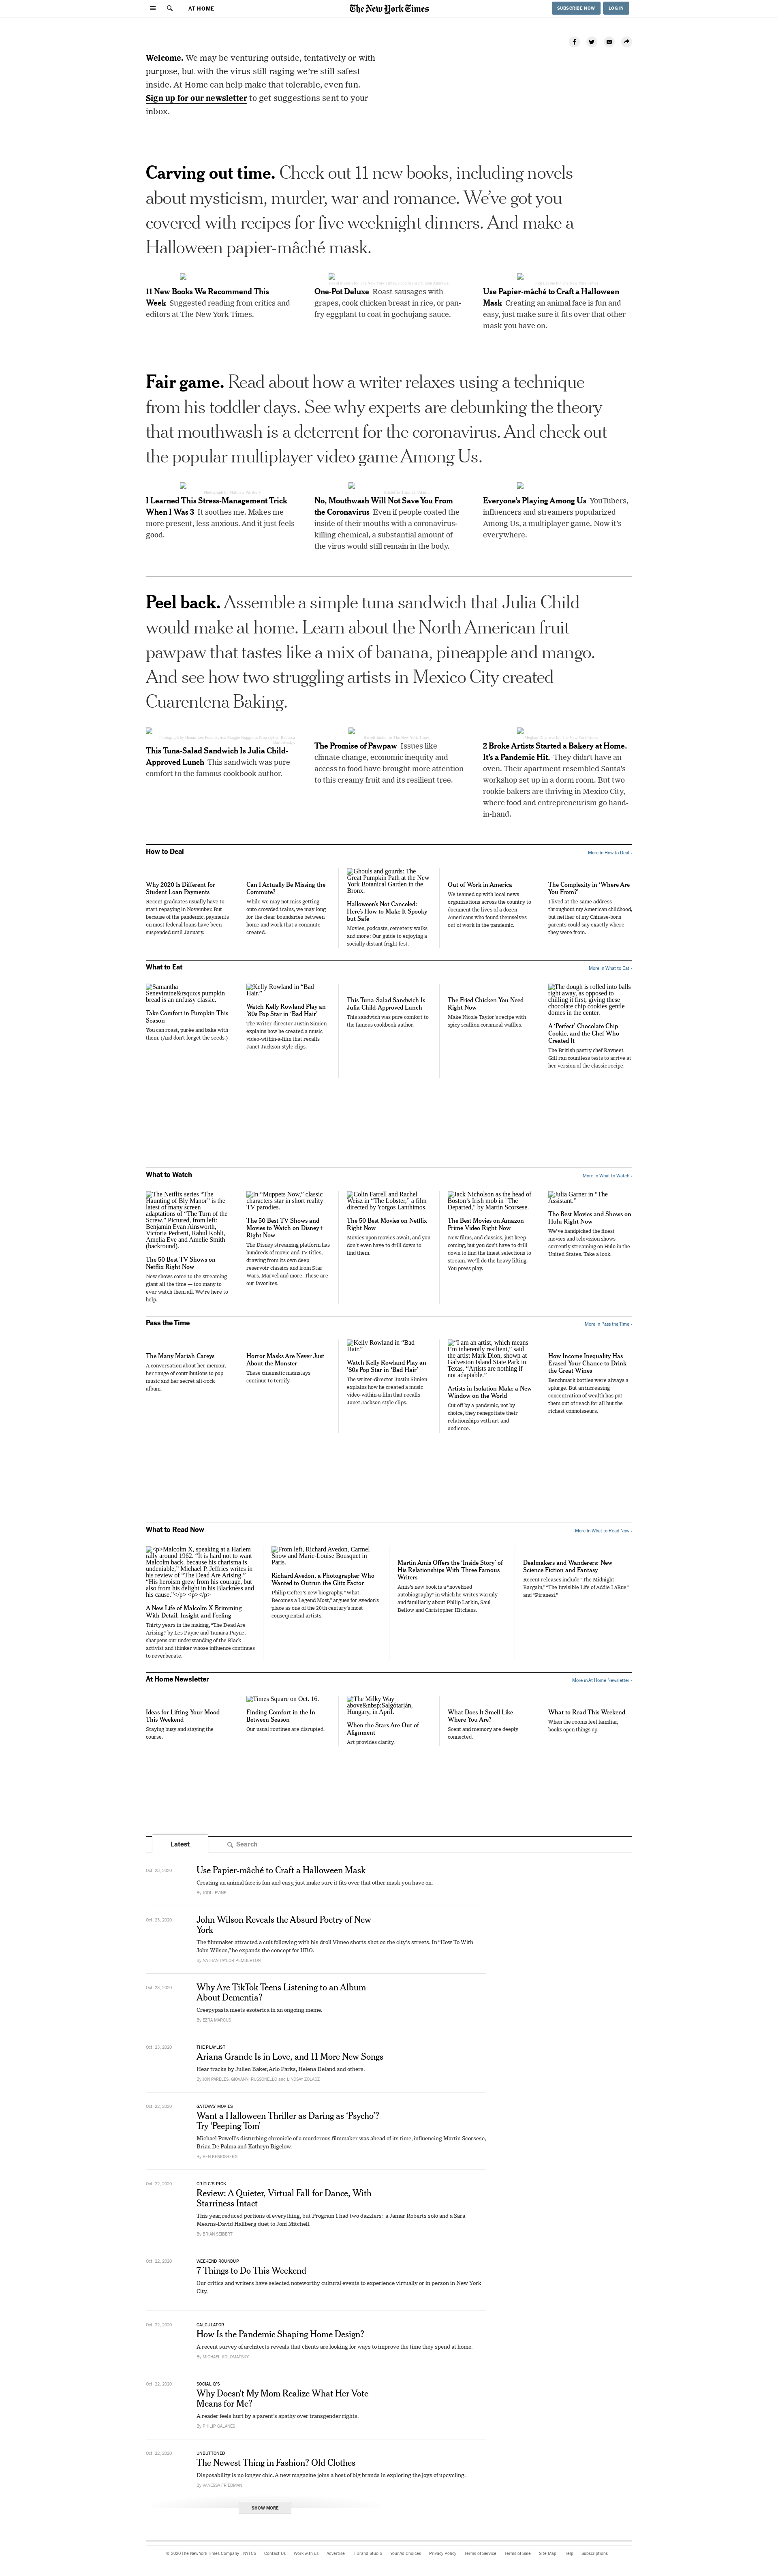 AT HOME
The New York Times
SUBSCRIBE NOW
LOG IN
Welcome. We may be venturing outside, tentatively or with
purpose, but with the virus still raging we're still safest
inside. At Home can help make that tolerable, even fun.
Sign up for our newsletter to get suggestions sent to your
inbox.
Carving out time. Check out 11 new books, including novels
about mysticism, murder, war and romance. We've got you
covered with recipes for five weeknight dinners. And make a
Halloween papier-mâché mask.
11 New Books We Recommend This
Week Suggested reading from critics and
editors at The New York Times.
One-Pot Deluxe Roast sausages with
grapes, cook chicken breast in rice, or pan-
fry eggplant to coat in gochujang sauce.
Use Papier-mâché to Craft a Halloween
Mask Creating an animal face is fun and
easy, just make sure it fits over that other
mask you have on.
Fair game. Read about how a writer relaxes using a technique
from his toddler days. See why experts are debunking the theory
that mouthwash is a deterrent for the coronavirus. And check out
the popular multiplayer video game Among Us.
I Learned This Stress-Management Trick
When I Was 3 It soothes me. Makes me
more present, less anxious. And it just feels
good.
No, Mouthwash Will Not Save You From
the Coronavirus Even if people coated the
inside of their mouths with a coronavirus-
killing chemical, a substantial amount of
the virus would still remain in the body.
Everyone's Playing Among Us YouTubers,
influencers and streamers popularized
Among Us, a multiplayer game. Now it's
everywhere.
Peel back. Assemble a simple tuna sandwich that Julia Child
would make at home. Learn about the North American fruit
pawpaw that tastes like a mix of banana, pineapple and mango.
And see how two struggling artists in Mexico City created
Cuarentena Baking.
This Tuna-Salad Sandwich Is Julia Child-
Approved Lunch This sandwich was pure
comfort to the famous cookbook author.
The Promise of Pawpaw Issues like
climate change, economic inequity and
access to food have brought more attention
to this creamy fruit and its resilient tree.
2 Broke Artists Started a Bakery at Home.
It's a Pandemic Hit. They didn't have an
oven. Their apartment resembled Santa's
workshop set up in a dorm room. But two
rookie bakers are thriving in Mexico City,
where food and entrepreneurship go hand-
in-hand.
How to Deal
More in How to Deal ›
Why 2020 Is Different for
Student Loan Payments
Recent graduates usually have to
start repaying in November. But
because of the pandemic, payments
on most federal loans have been
suspended until January.
Can I Actually Be Missing the
Commute?
While we may not miss getting
onto crowded trains, we may long
for the clear boundaries between
home and work that a commute
created.
Ghouls and gourds: The
Great Pumpkin Path at the New
York Botanical Garden in the
Bronx.
Halloween's Not Canceled:
Here's How to Make It Spooky
but Safe
Movies, podcasts, cemetery walks
and more: Our guide to enjoying a
socially distant fright fest.
Out of Work in America
We teamed up with local news
organizations across the country to
document the lives of a dozen
Americans who found themselves
out of work in the pandemic.
The Complexity in 'Where Are
You From?'
I lived at the same address
throughout my American childhood,
but neither of my Chinese-born
parents could say exactly where
they were from.
What to Eat
More in What to Eat ›
Samantha
Seneviratne&rsquo;s pumpkin
bread is an unfussy classic.
Take Comfort in Pumpkin This
Season
You can roast, purée and bake with
them. (And don't forget the seeds.)
Kelly Rowland in "Bad
Hair."
Watch Kelly Rowland Play an
'80s Pop Star in 'Bad Hair'
The writer-director Justin Simien
explains how he created a music
video-within-a-film that recalls
Janet Jackson-style clips.
This Tuna-Salad Sandwich Is
Julia Child-Approved Lunch
This sandwich was pure comfort to
the famous cookbook author.
The Fried Chicken You Need
Right Now
Make Nicole Taylor's recipe with
spicy scallion-cornmeal waffles.
The dough is rolled into balls
right away, as opposed to
chilling it first, giving these
chocolate chip cookies gentle
domes in the center.
A 'Perfect' Chocolate Chip
Cookie, and the Chef Who
Created It
The British pastry chef Ravneet
Gill ran countless tests to arrive at
her version of the classic recipe.
What to Watch
More in What to Watch ›
The Netflix series "The
Haunting of Bly Manor" is the
latest of many screen
adaptations of "The Turn of the
Screw." Pictured, from left:
Benjamin Evan Ainsworth,
Victoria Pedretti, Rahul Kohli,
Amelia Eve and Amelie Smith
(backround).
The 50 Best TV Shows on
Netflix Right Now
New shows come to the streaming
giant all the time — too many to
ever watch them all. We're here to
help.
In "Muppets Now," classic
characters star in short reality
TV parodies.
The 50 Best TV Shows and
Movies to Watch on Disney+
Right Now
The Disney streaming platform has
hundreds of movie and TV titles,
drawing from its own deep
reservoir classics and from Star
Wars, Marvel and more. These are
our favorites.
Colin Farrell and Rachel
Weisz in "The Lobster," a film
directed by Yorgos Lanthimos.
The 50 Best Movies on Netflix
Right Now
Movies upon movies await, and you
don't even have to drill down to
find them.
Jack Nicholson as the head of
Boston's Irish mob in "The
Departed," by Martin Scorsese.
The Best Movies on Amazon
Prime Video Right Now
New films, and classics, just keep
coming, but you don't have to drill
down to find the finest selections to
stream. We'll do the heavy lifting.
You press play.
Julia Garner in "The
Assistant."
The Best Movies and Shows on
Hulu Right Now
We've handpicked the finest
movies and television shows
currently streaming on Hulu in the
United States. Take a look.
Pass the Time
More in Pass the Time ›
The Many Mariah Careys
A conversation about her memoir,
her range of contributions to pop
music and her secret alt-rock
album.
Horror Masks Are Never Just
About the Monster
These cinematic mainstays
continue to terrify.
Kelly Rowland in "Bad
Hair."
Watch Kelly Rowland Play an
'80s Pop Star in 'Bad Hair'
The writer-director Justin Simien
explains how he created a music
video-within-a-film that recalls
Janet Jackson-style clips.
"I am an artist, which means
I'm inherently resilient," said
the artist Mark Dion, shown at
Galveston Island State Park in
Texas. "Artists are nothing if
not adaptable."
Artists in Isolation Make a New
Window on the World
Cut off by a pandemic, not by
choice, they renegotiate their
relationships with art and
audience.
How Income Inequality Has
Erased Your Chance to Drink
the Great Wines
Benchmark bottles were always a
splurge. But an increasing
concentration of wealth has put
them out of reach for all but the
richest connoisseurs.
What to Read Now
More in What to Read Now ›
<p>Malcolm X, speaking at a Harlem
rally around 1962. "It is hard not to want
Malcolm back, because his charisma is
undeniable," Michael P. Jeffries writes in
his review of "The Dead Are Arising."
"His heroism grew from his courage, but
also from his delight in his Blackness and
his cause."</p> <p></p>
A New Life of Malcolm X Brimming
With Detail, Insight and Feeling
Thirty years in the making, "The Dead Are
Arising," by Les Payne and Tamara Payne,
sharpens our understanding of the Black
activist and thinker whose influence continues
to reverberate.
From left, Richard Avedon, Carmel
Snow and Marie-Louise Bousquet in
Paris.
Richard Avedon, a Photographer Who
Wanted to Outrun the Glitz Factor
Philip Gefter's new biography, "What
Becomes a Legend Most," argues for Avedon's
place as one of the 20th century's most
consequential artists.
Martin Amis Offers the 'Inside Story' of
His Relationships With Three Famous
Writers
Amis's new book is a "novelized
autobiography" in which he writes warmly
and familiarly about Philip Larkin, Saul
Bellow and Christopher Hitchens.
Dealmakers and Wanderers: New
Science Fiction and Fantasy
Recent releases include "The Midnight
Bargain," "The Invisible Life of Addie LaRue"
and "Piranesi."
At Home Newsletter
More in At Home Newsletter ›
Ideas for Lifting Your Mood
This Weekend
Staying busy and staying the
course.
Times Square on Oct. 16.
Finding Comfort in the In-
Between Season
Our usual routines are disrupted.
The Milky Way
above&nbsp;Salgótarján,
Hungary, in April.
When the Stars Are Out of
Alignment
Art provides clarity.
What Does It Smell Like
Where You Are?
Scent and memory are deeply
connected.
What to Read This Weekend
When the rooms feel familiar,
books open things up.
Latest
Search
Oct. 23, 2020
Use Papier-mâché to Craft a Halloween Mask
Creating an animal face is fun and easy, just make sure it fits over that other mask you have on.
By JODI LEVINE
Oct. 23, 2020
John Wilson Reveals the Absurd Poetry of New
York
The filmmaker attracted a cult following with his droll Vimeo shorts shot on the city's streets. In "How To With
John Wilson," he expands the concept for HBO.
By NATHAN TAYLOR PEMBERTON
Oct. 23, 2020
Why Are TikTok Teens Listening to an Album
About Dementia?
Creepypasta meets esoterica in an ongoing meme.
By EZRA MARCUS
Oct. 23, 2020
THE PLAYLIST
Ariana Grande Is in Love, and 11 More New Songs
Hear tracks by Julien Baker, Arlo Parks, Helena Deland and others.
By JON PARELES, GIOVANNI RUSSONELLO and LINDSAY ZOLADZ
Oct. 22, 2020
GATEWAY MOVIES
Want a Halloween Thriller as Daring as 'Psycho'?
Try 'Peeping Tom'
Michael Powell's disturbing chronicle of a murderous filmmaker was ahead of its time, influencing Martin Scorsese,
Brian De Palma and Kathryn Bigelow.
By BEN KENIGSBERG
Oct. 22, 2020
CRITIC'S PICK
Review: A Quieter, Virtual Fall for Dance, With
Starriness Intact
This year, reduced portions of everything, but Program 1 had two dazzlers: a Jamar Roberts solo and a Sara
Mearns-David Hallberg duet to Joni Mitchell.
By BRIAN SEIBERT
Oct. 22, 2020
WEEKEND ROUNDUP
7 Things to Do This Weekend
Our critics and writers have selected noteworthy cultural events to experience virtually or in person in New York
City.
Oct. 22, 2020
CALCULATOR
How Is the Pandemic Shaping Home Design?
A recent survey of architects reveals that clients are looking for ways to improve the time they spend at home.
By MICHAEL KOLOMATSKY
Oct. 22, 2020
SOCIAL Q'S
Why Doesn't My Mom Realize What Her Vote
Means for Me?
A reader feels hurt by a parent's apathy over transgender rights.
By PHILIP GALANES
Oct. 22, 2020
UNBUTTONED
The Newest Thing in Fashion? Old Clothes
Disposability is no longer chic. A new magazine joins a host of big brands in exploring the joys of upcycling.
By VANESSA FRIEDMAN
SHOW MORE
© 2020 The New York Times Company NYTCo Contact Us Work with us Advertise T Brand Studio Your Ad Choices Privacy Policy Terms of Service Terms of Sale Site Map Help Subscriptions